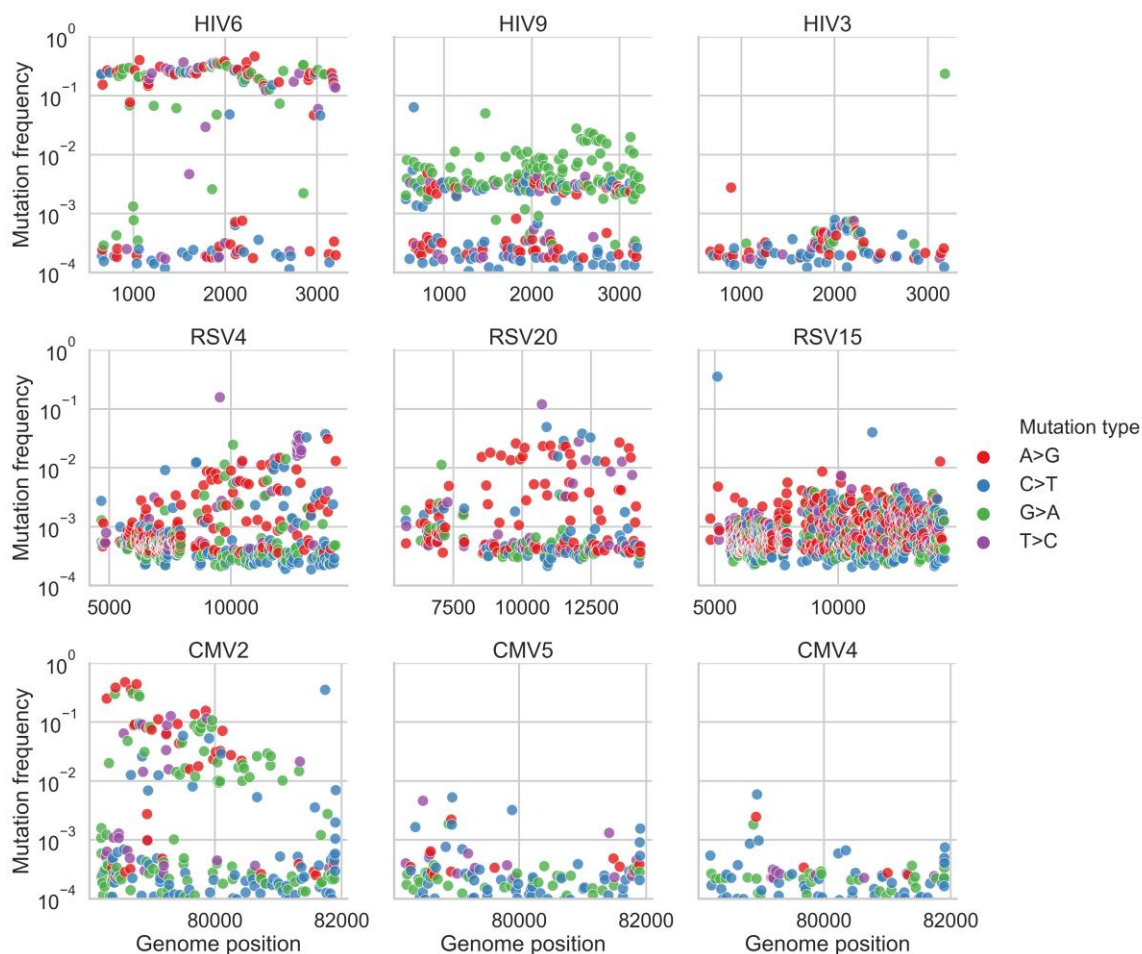 HIV6 HIV9 HIV3
Mutation frequency
10^0
10^-1
10^-2
10^-3
10^-4
1000 2000 3000 1000 2000 3000 1000 2000 3000
RSV4 RSV20 RSV15
Mutation frequency
10^0
10^-1
10^-2
10^-3
10^-4
5000 10000 7500 10000 12500 5000 10000
Mutation type
A>G
C>T
G>A
T>C
CMV2 CMV5 CMV4
Mutation frequency
10^0
10^-1
10^-2
10^-3
10^-4
80000 82000 80000 82000 80000 82000
Genome position Genome position Genome position